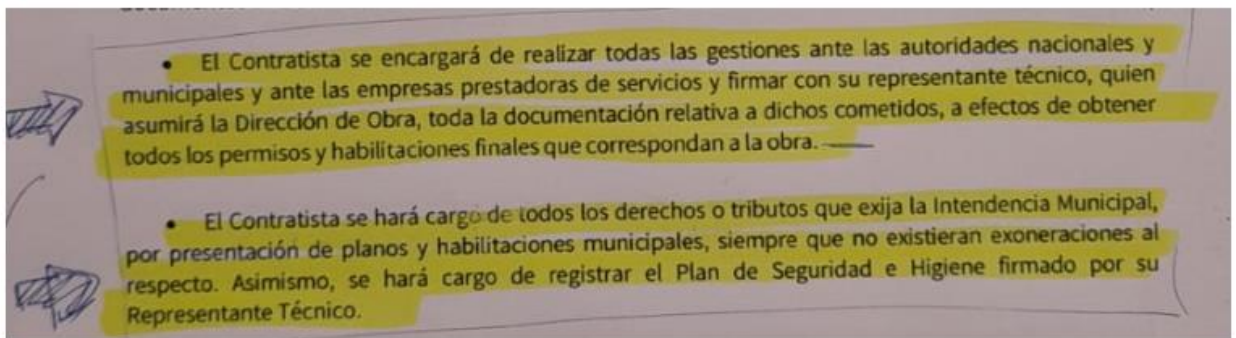 • El Contratista se encargará de realizar todas las gestiones ante las autoridades nacionales y
municipales y ante las empresas prestadoras de servicios y firmar con su representante técnico, quien
asumirá la Dirección de Obra, toda la documentación relativa a dichos cometidos, a efectos de obtener
todos los permisos y habilitaciones finales que correspondan a la obra.
• El Contratista se hará cargo de todos los derechos o tributos que exija la Intendencia Municipal,
por presentación de planos y habilitaciones municipales, siempre que no existieran exoneraciones al
respecto. Asimismo, se hará cargo de registrar el Plan de Seguridad e Higiene firmado por su
Representante Técnico.